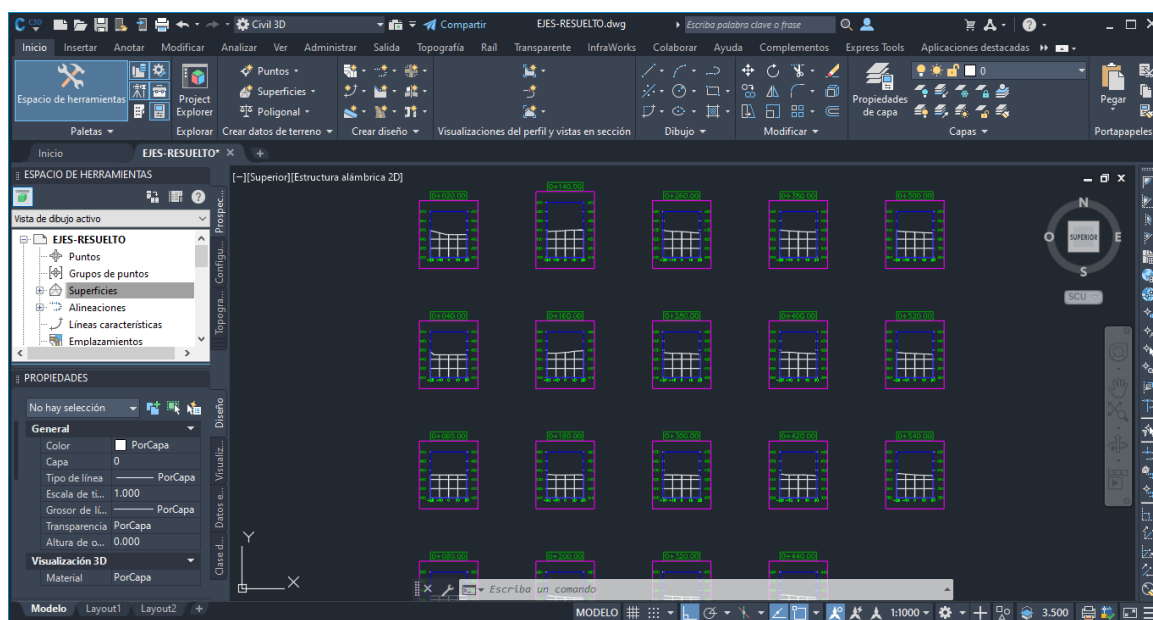 C C3D Civil 3D Compartir EJES-RESUELTO.dwg Escriba palabra clave o frase
Inicio Insertar Anotar Modificar Analizar Ver Administrar Salida Topografía Rail Transparente InfraWorks Colaborar Ayuda Complementos Express Tools Aplicaciones destacadas
Espacio de herramientas
Project Explorer
Puntos
Superficies
Poligonal
Propiedades de capa
0
Pegar
Paletas Explorar Crear datos de terreno Crear diseño Visualizaciones del perfil y vistas en sección Dibujo Modificar Capas Portapapeles
Inicio EJES-RESUELTO* × +
ESPACIO DE HERRAMIENTAS
[−][Superior][Estructura alámbrica 2D]
Vista de dibujo activo
EJES-RESUELTO
Puntos
Grupos de puntos
Superficies
Alineaciones
Líneas características
Emplazamientos
Prospec...
Configu...
Topogra...
PROPIEDADES
No hay selección
General
Color PorCapa
Capa 0
Tipo de línea PorCapa
Escala de ti... 1.000
Grosor de lí... PorCapa
Transparencia PorCapa
Altura de o... 0.000
Visualización 3D
Material PorCapa
Diseño
Visualiz...
Datos e...
Clase d...
0+020.00 0+140.00 0+260.00 0+380.00 0+500.00
0+040.00 0+160.00 0+280.00 0+400.00 0+520.00
0+060.00 0+180.00 0+300.00 0+420.00 0+540.00
0+080.00 0+200.00 0+320.00 0+440.00
N
O SUPERIOR E
S
SCU
Y
X
Escriba un comando
Modelo Layout1 Layout2 +
MODELO 1:1000 3.500